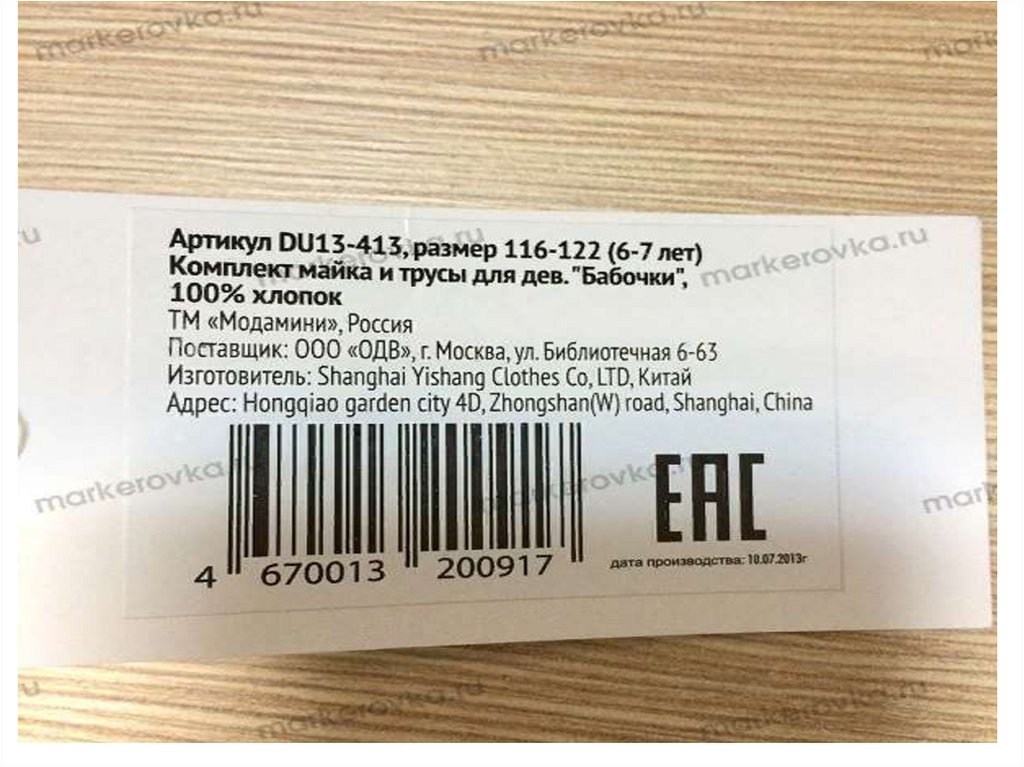 Артикул DU13-413, размер 116-122 (6-7 лет)
Комплект майка и трусы для дев. "Бабочки",
100% хлопок
ТМ «Модамини», Россия
Поставщик: ООО «ОДВ», г. Москва, ул. Библиотечная 6-63
Изготовитель: Shanghai Yishang Clothes Co, LTD, Китай
Адрес: Hongqiao garden city 4D, Zhongshan(W) road, Shanghai, China
EAC
4 670013 200917
дата производства: 10.07.2013г
markerovka.ru